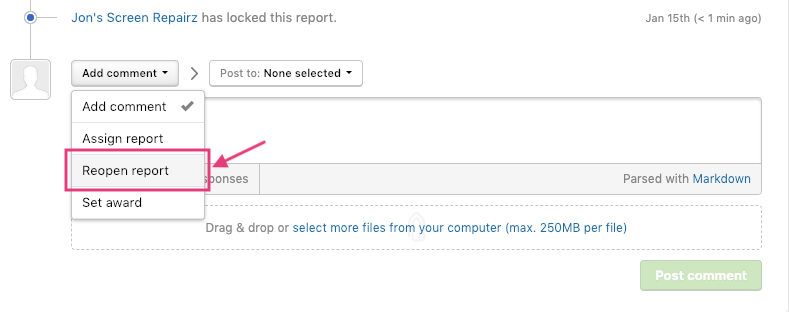 Jon's Screen Repairz has locked this report. Jan 15th (< 1 min ago)
Add comment Post to: None selected
Add comment
Assign report
Reopen report
sponses Parsed with Markdown
Set award
Drag & drop or select more files from your computer (max. 250MB per file)
Post comment